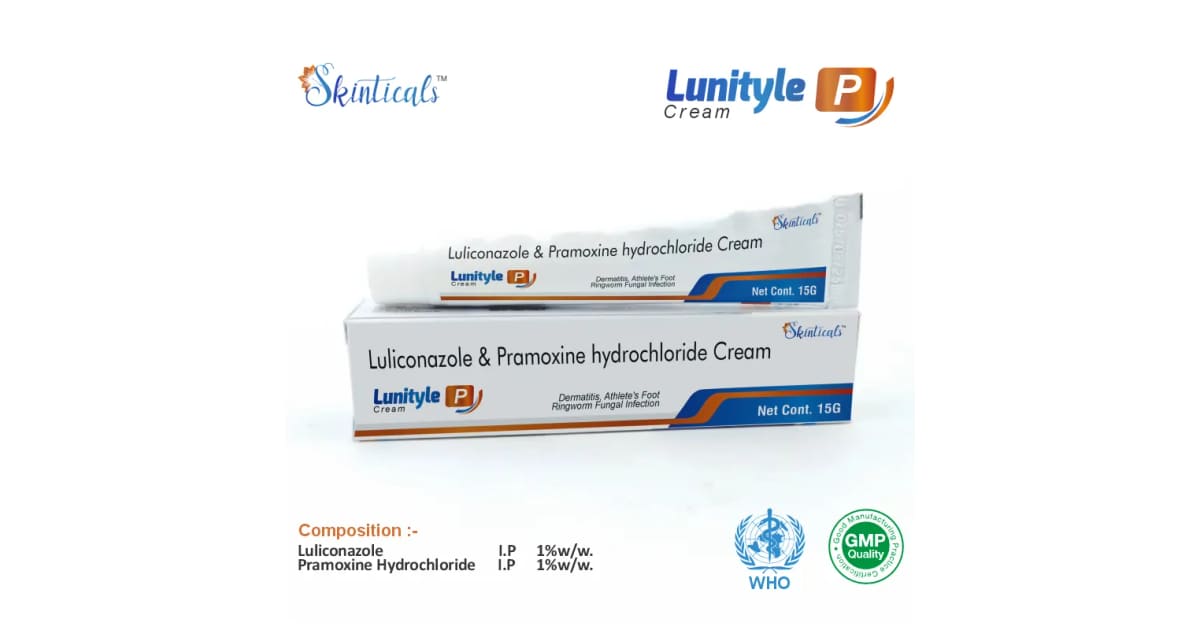 Skinticals™
Lunityle P
Cream
Skinticals™
Luliconazole & Pramoxine hydrochloride Cream
Lunityle P
Cream
Dermatitis, Athlete's Foot
Ringworm Fungal Infection
Net Cont. 15G
Skinticals™
Luliconazole & Pramoxine hydrochloride Cream
Lunityle P
Cream
Dermatitis, Athlete's Foot
Ringworm Fungal Infection
Net Cont. 15G
Composition :-
Luliconazole I.P 1%w/w.
Pramoxine Hydrochloride I.P 1%w/w.
WHO
Good Manufacturing Practice Certification
GMP
Quality